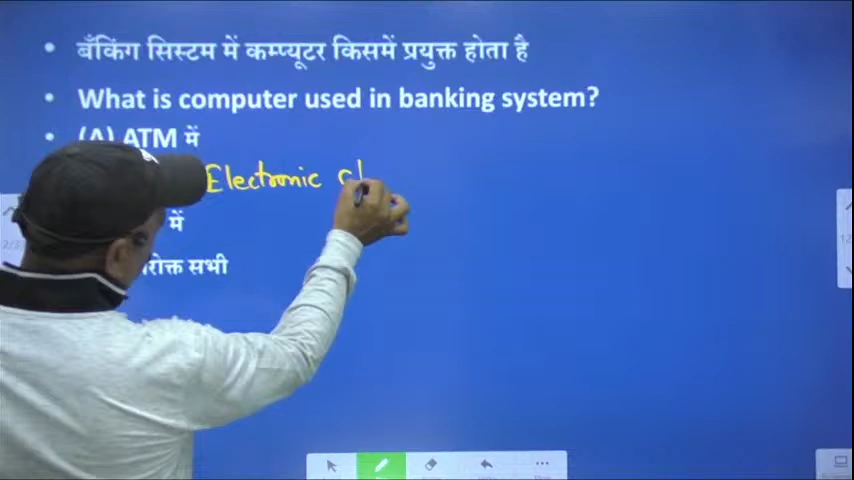 बैंकिंग सिस्टम में कम्प्यूटर किसमें प्रयुक्त होता है
What is computer used in banking system?
(A) ATM में
Electronic
में
सभी